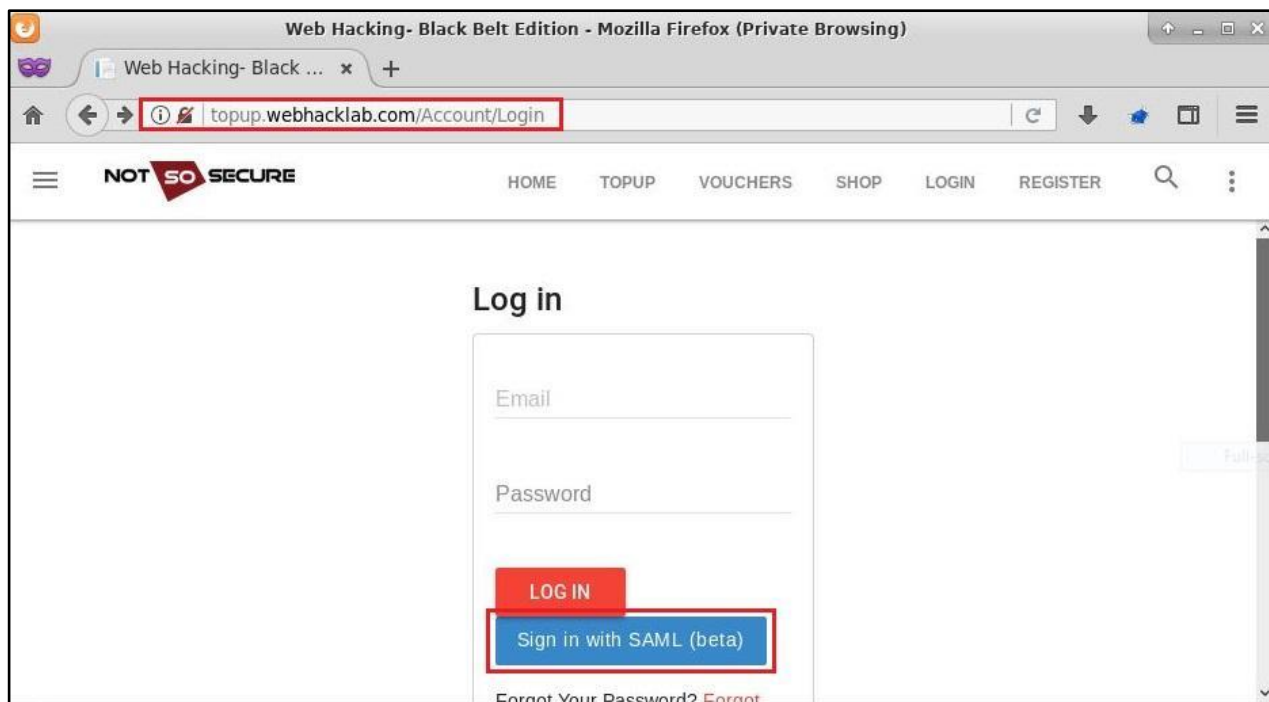 Web Hacking- Black Belt Edition - Mozilla Firefox (Private Browsing)
Web Hacking- Black ...
topup.webhacklab.com/Account/Login
NOT SO SECURE HOME TOPUP VOUCHERS SHOP LOGIN REGISTER
Log in
Email
Password
LOG IN
Sign in with SAML (beta)
Forgot Your Password? Forgot